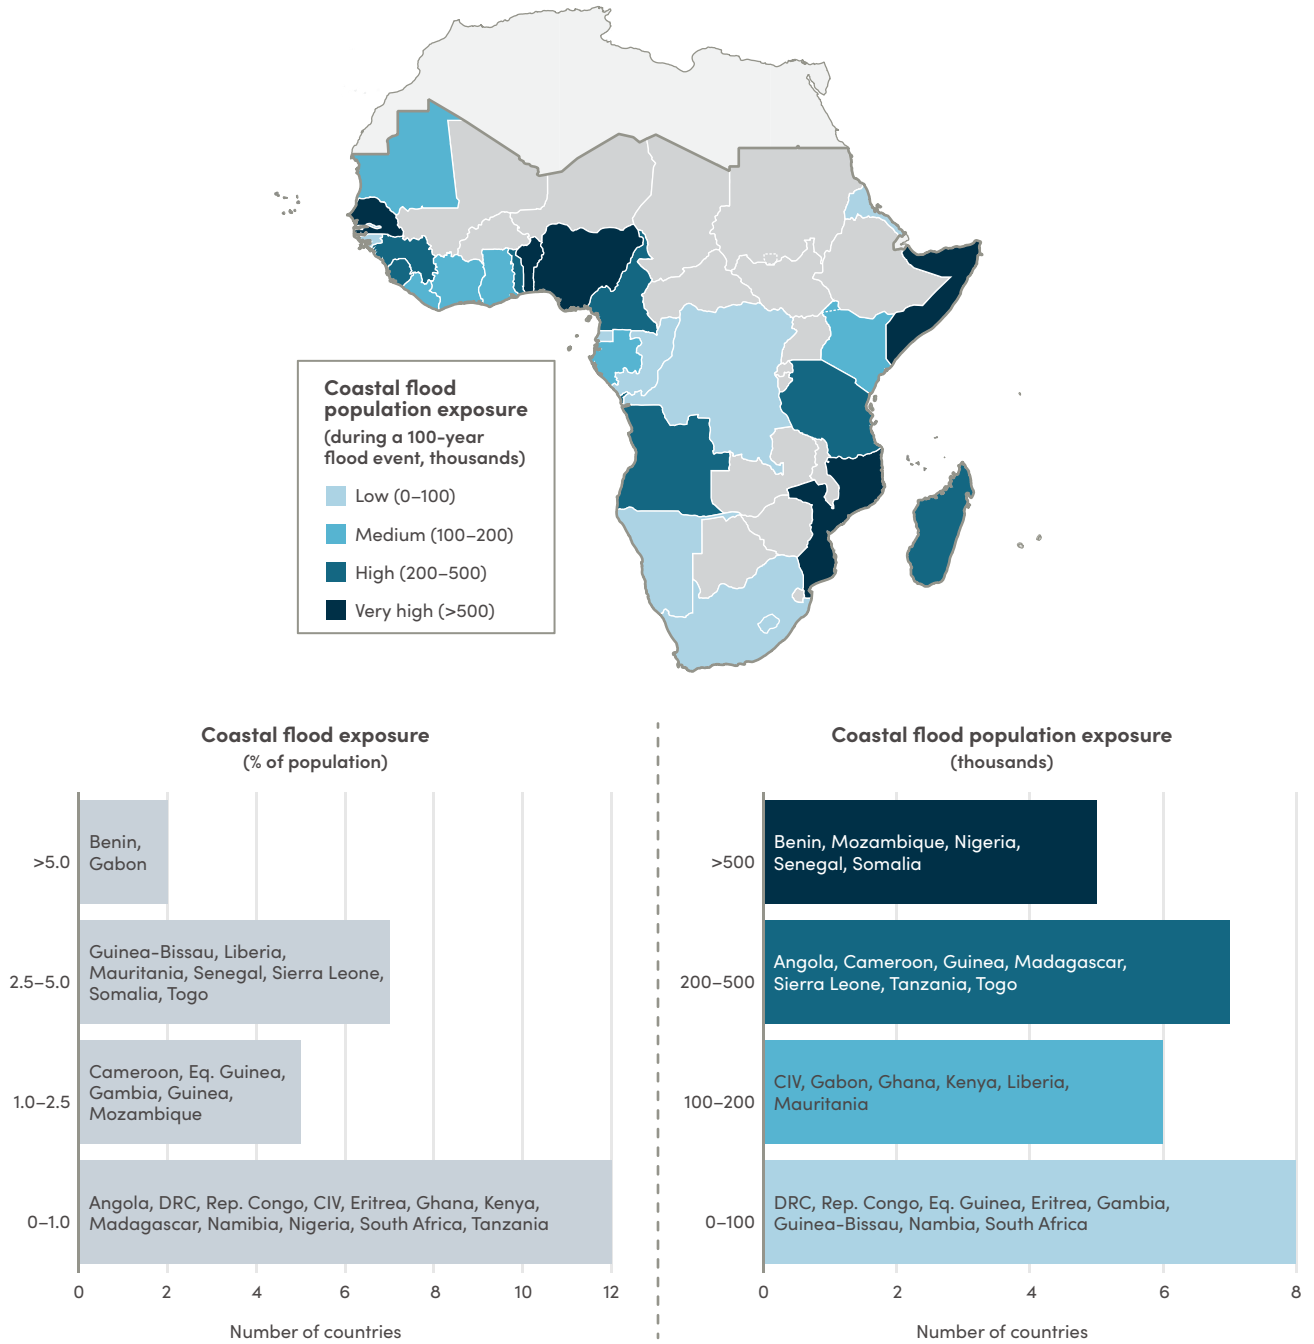 Coastal flood
population exposure
(during a 100-year
flood event, thousands)
Low (0–100)
Medium (100–200)
High (200–500)
Very high (>500)
Coastal flood exposure
(% of population)
>5.0
Benin,
Gabon
2.5–5.0
Guinea-Bissau, Liberia,
Mauritania, Senegal, Sierra Leone,
Somalia, Togo
1.0–2.5
Cameroon, Eq. Guinea,
Gambia, Guinea,
Mozambique
0–1.0
Angola, DRC, Rep. Congo, CIV, Eritrea, Ghana, Kenya,
Madagascar, Namibia, Nigeria, South Africa, Tanzania
0 2 4 6 8 10 12
Number of countries
Coastal flood population exposure
(thousands)
>500
Benin, Mozambique, Nigeria,
Senegal, Somalia
200–500
Angola, Cameroon, Guinea, Madagascar,
Sierra Leone, Tanzania, Togo
100–200
CIV, Gabon, Ghana, Kenya, Liberia,
Mauritania
0–100
DRC, Rep. Congo, Eq. Guinea, Eritrea, Gambia,
Guinea-Bissau, Nambia, South Africa
0 2 4 6 8
Number of countries